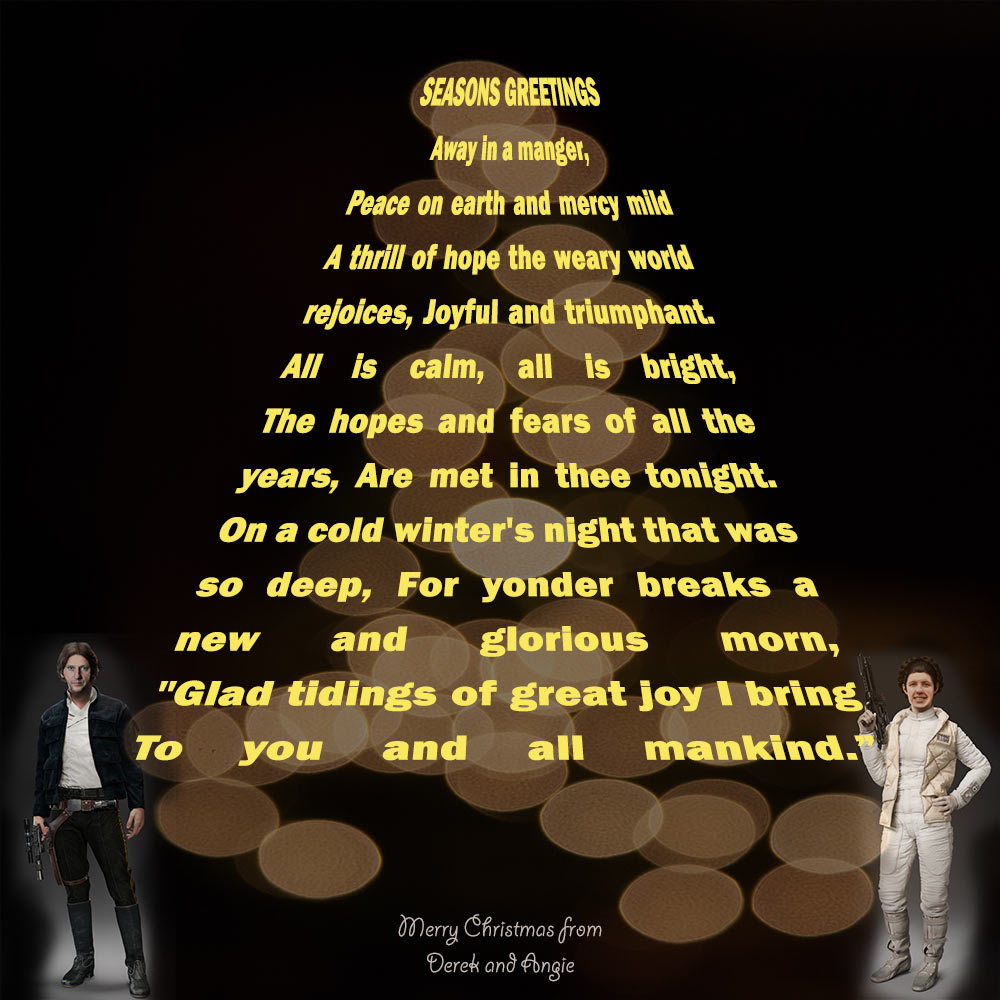 SEASONS GREETINGS
Away in a manger,
Peace on earth and mercy mild
A thrill of hope the weary world
rejoices, Joyful and triumphant.
All is calm, all is bright,
The hopes and fears of all the
years, Are met in thee tonight.
On a cold winter's night that was
so deep, For yonder breaks a
new and glorious morn,
"Glad tidings of great joy I bring
To you and all mankind.”
Merry Christmas from
Derek and Angie